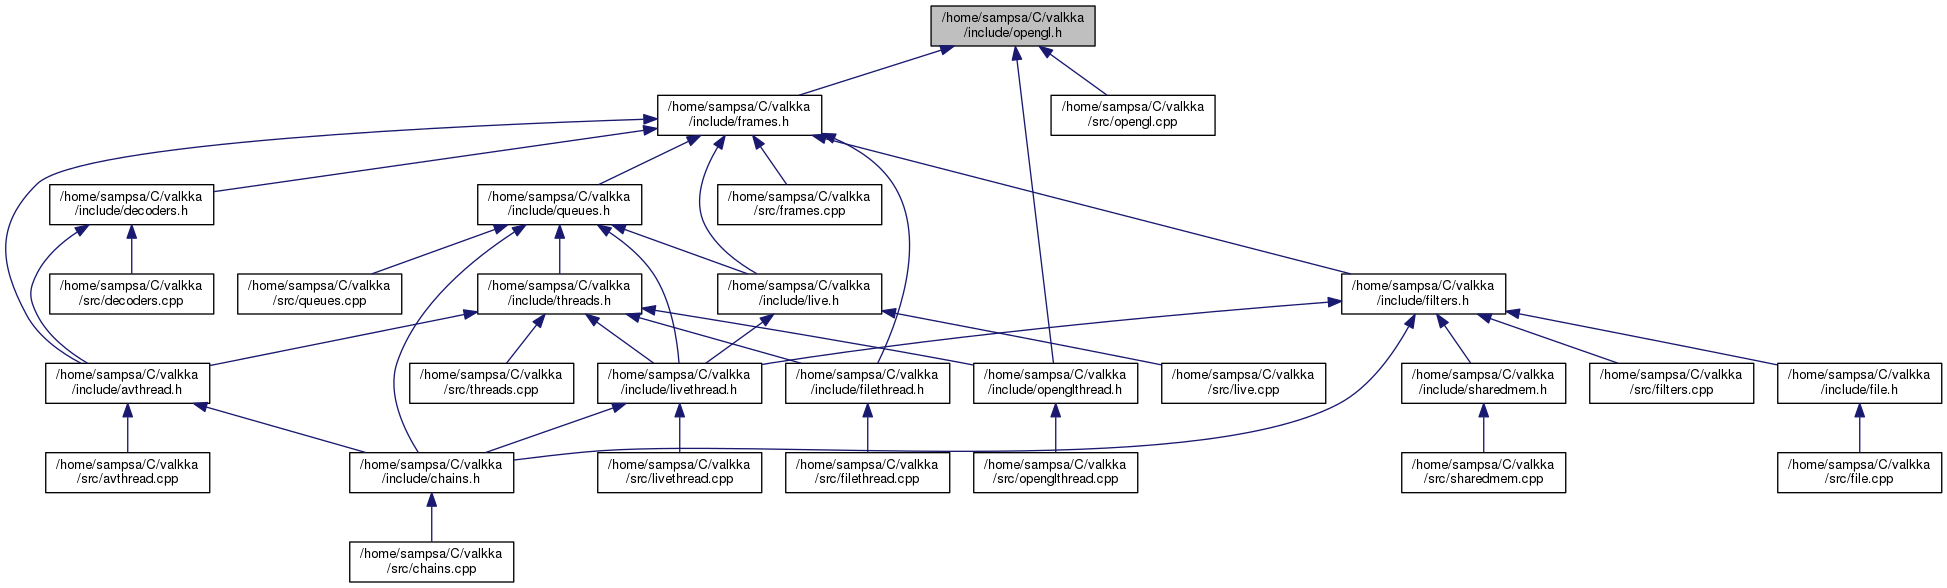 /home/sampsa/C/valkka
/include/opengl.h
/home/sampsa/C/valkka
/include/frames.h
/home/sampsa/C/valkka
/src/opengl.cpp
/home/sampsa/C/valkka
/include/decoders.h
/home/sampsa/C/valkka
/include/queues.h
/home/sampsa/C/valkka
/src/frames.cpp
/home/sampsa/C/valkka
/src/decoders.cpp
/home/sampsa/C/valkka
/src/queues.cpp
/home/sampsa/C/valkka
/include/threads.h
/home/sampsa/C/valkka
/include/live.h
/home/sampsa/C/valkka
/include/filters.h
/home/sampsa/C/valkka
/include/avthread.h
/home/sampsa/C/valkka
/src/threads.cpp
/home/sampsa/C/valkka
/include/livethread.h
/home/sampsa/C/valkka
/include/filethread.h
/home/sampsa/C/valkka
/include/openglthread.h
/home/sampsa/C/valkka
/src/live.cpp
/home/sampsa/C/valkka
/include/sharedmem.h
/home/sampsa/C/valkka
/src/filters.cpp
/home/sampsa/C/valkka
/include/file.h
/home/sampsa/C/valkka
/src/avthread.cpp
/home/sampsa/C/valkka
/include/chains.h
/home/sampsa/C/valkka
/src/livethread.cpp
/home/sampsa/C/valkka
/src/filethread.cpp
/home/sampsa/C/valkka
/src/openglthread.cpp
/home/sampsa/C/valkka
/src/sharedmem.cpp
/home/sampsa/C/valkka
/src/file.cpp
/home/sampsa/C/valkka
/src/chains.cpp